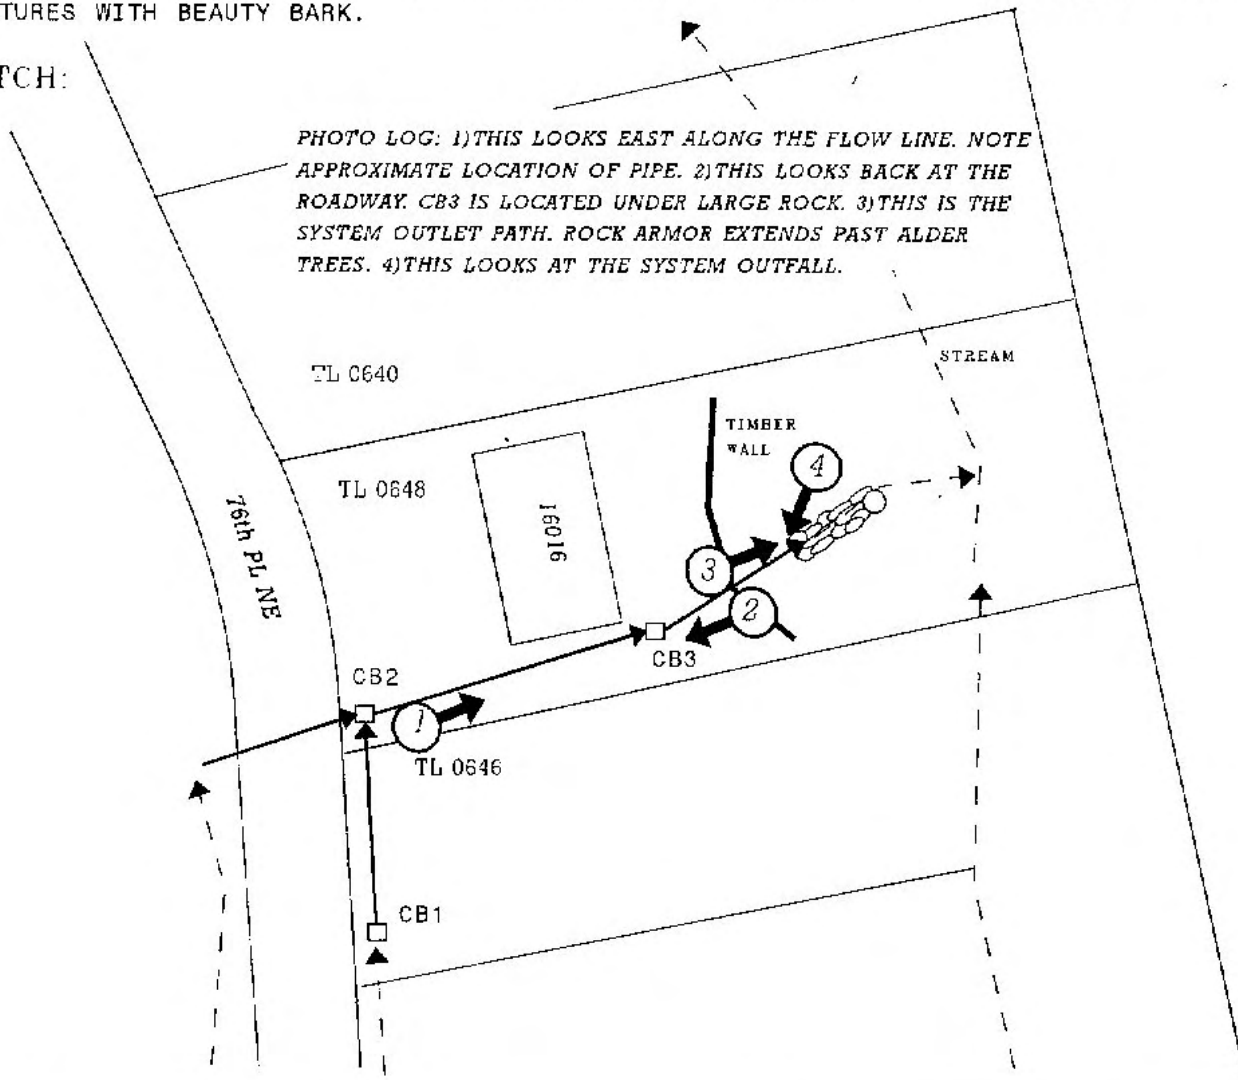 TURES WITH BEAUTY BARK.
TCH:
PHOTO LOG: 1)THIS LOOKS EAST ALONG THE FLOW LINE. NOTE
APPROXIMATE LOCATION OF PIPE. 2)THIS LOOKS BACK AT THE
ROADWAY. CB3 IS LOCATED UNDER LARGE ROCK. 3)THIS IS THE
SYSTEM OUTLET PATH. ROCK ARMOR EXTENDS PAST ALDER
TREES. 4)THIS LOOKS AT THE SYSTEM OUTFALL.
STREAM
TL 0640
TIMBER
WALL
4
TL 0648
76th PL NE
16091
3
2
CB3
CB2
1
TL 0646
CB1